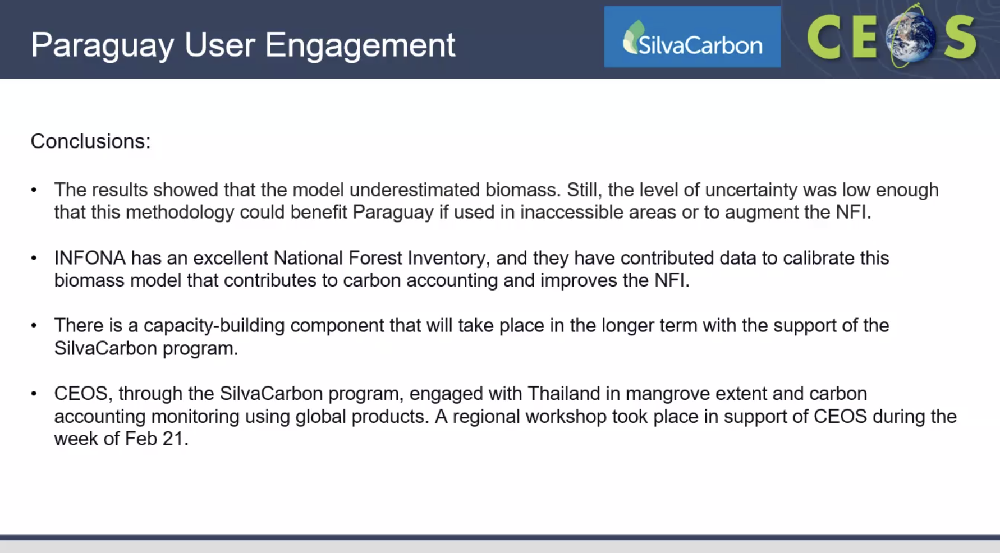 Paraguay User Engagement
SilvaCarbon
CEOS
Conclusions:
• The results showed that the model underestimated biomass. Still, the level of uncertainty was low enough
that this methodology could benefit Paraguay if used in inaccessible areas or to augment the NFI.
• INFONA has an excellent National Forest Inventory, and they have contributed data to calibrate this
biomass model that contributes to carbon accounting and improves the NFI.
• There is a capacity-building component that will take place in the longer term with the support of the
SilvaCarbon program.
• CEOS, through the SilvaCarbon program, engaged with Thailand in mangrove extent and carbon
accounting monitoring using global products. A regional workshop took place in support of CEOS during the
week of Feb 21.